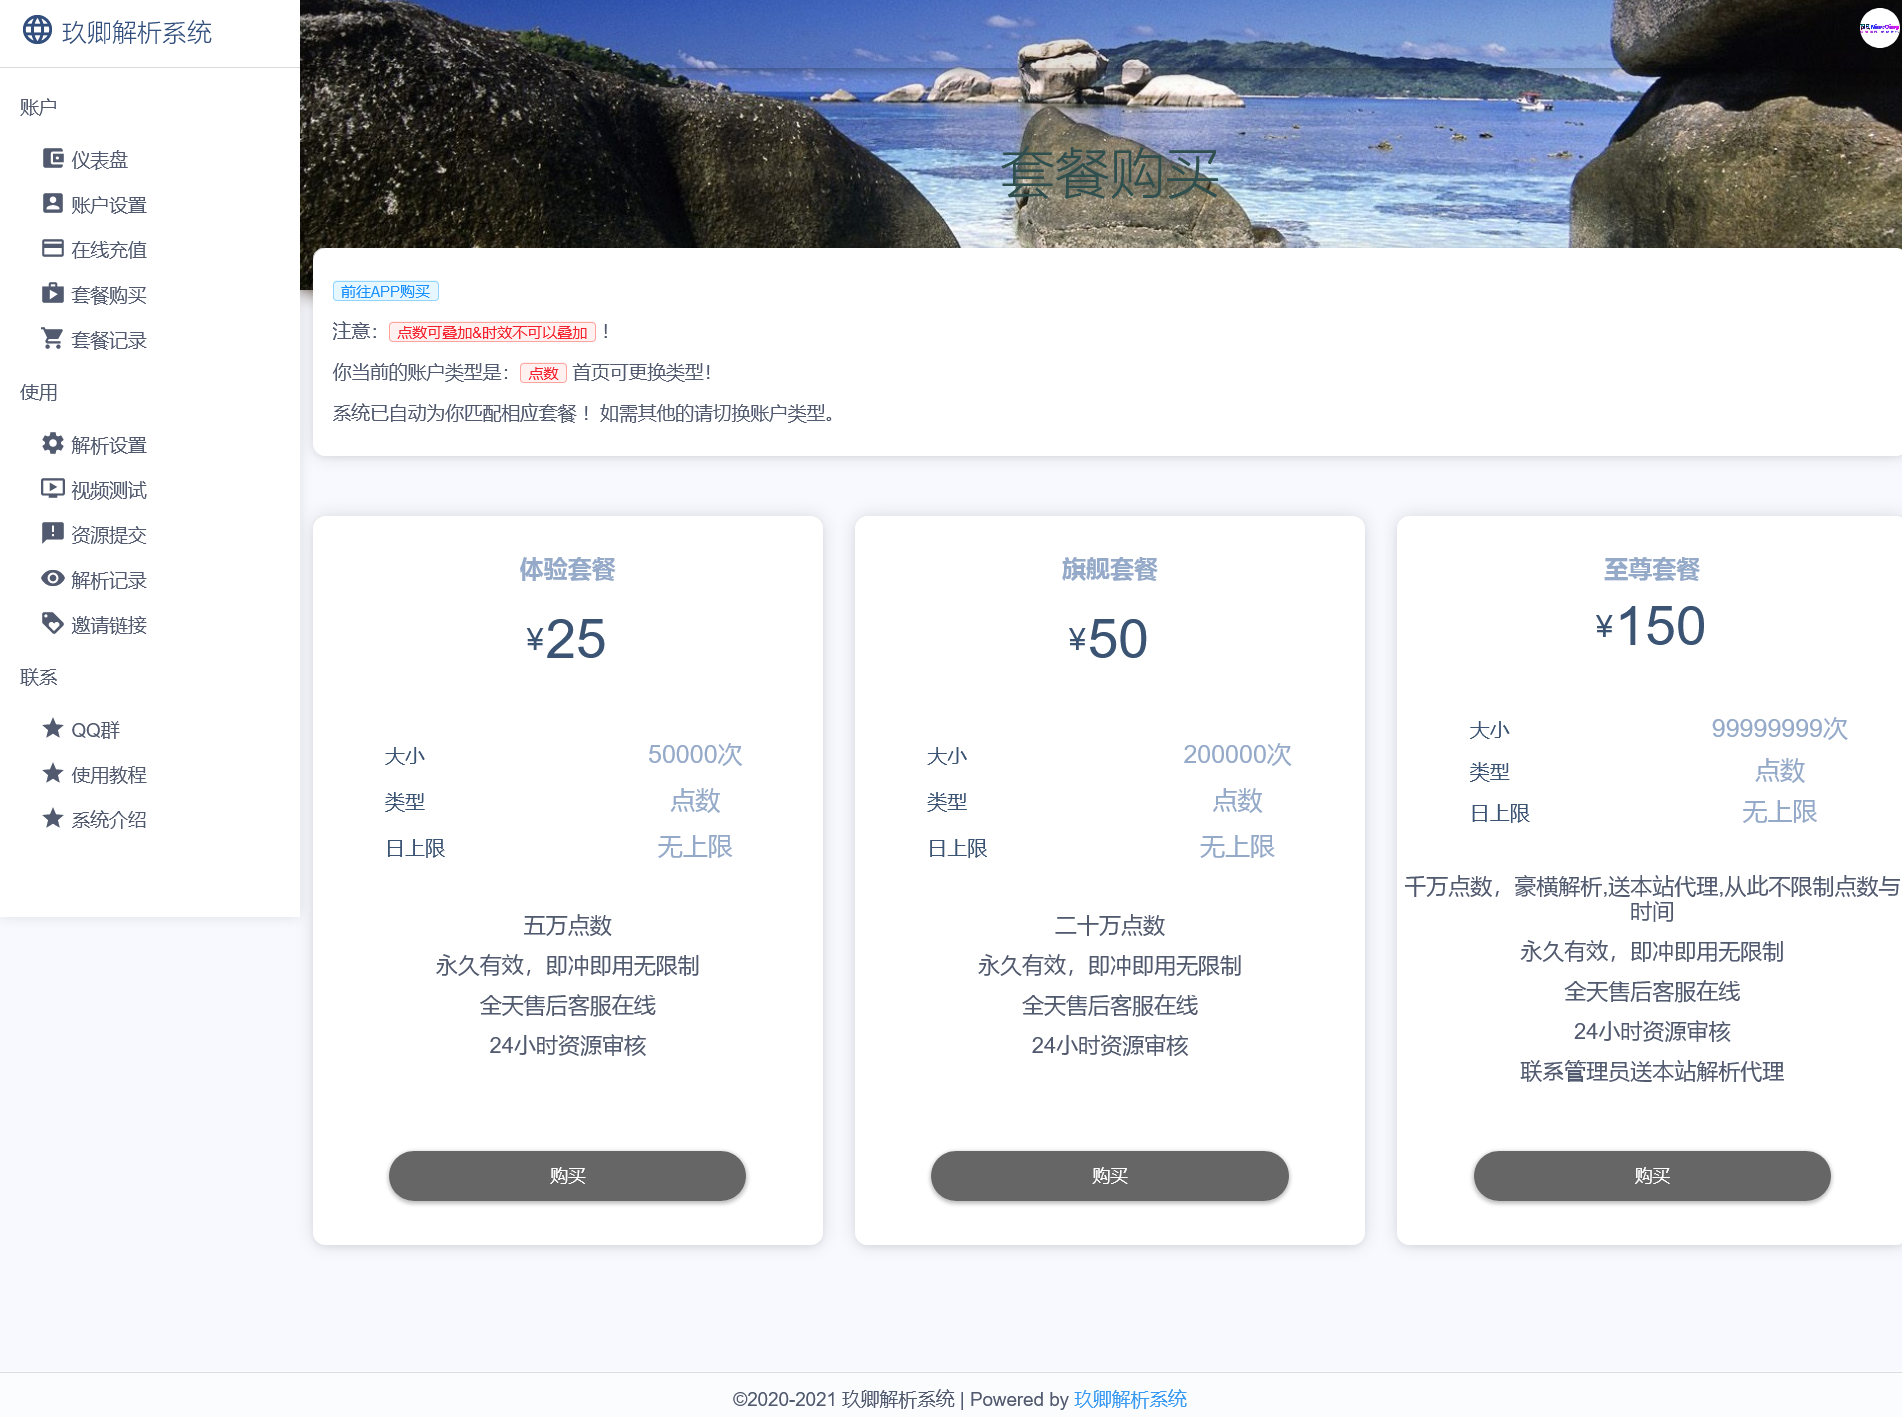 玖卿解析系统
账户
仪表盘
账户设置
在线充值
套餐购买
套餐记录
使用
解析设置
视频测试
资源提交
解析记录
邀请链接
联系
QQ群
使用教程
系统介绍
套餐购买
前往APP购买
注意：点数可叠加&时效不可以叠加！
你当前的账户类型是：点数 首页可更换类型！
系统已自动为你匹配相应套餐！如需其他的请切换账户类型。
体验套餐
¥25
大小 50000次
类型 点数
日上限 无上限
五万点数
永久有效，即冲即用无限制
全天售后客服在线
24小时资源审核
购买
旗舰套餐
¥50
大小 200000次
类型 点数
日上限 无上限
二十万点数
永久有效，即冲即用无限制
全天售后客服在线
24小时资源审核
购买
至尊套餐
¥150
大小 99999999次
类型 点数
日上限 无上限
千万点数，豪横解析,送本站代理,从此不限制点数与
时间
永久有效，即冲即用无限制
全天售后客服在线
24小时资源审核
联系管理员送本站解析代理
购买
©2020-2021 玖卿解析系统 | Powered by 玖卿解析系统